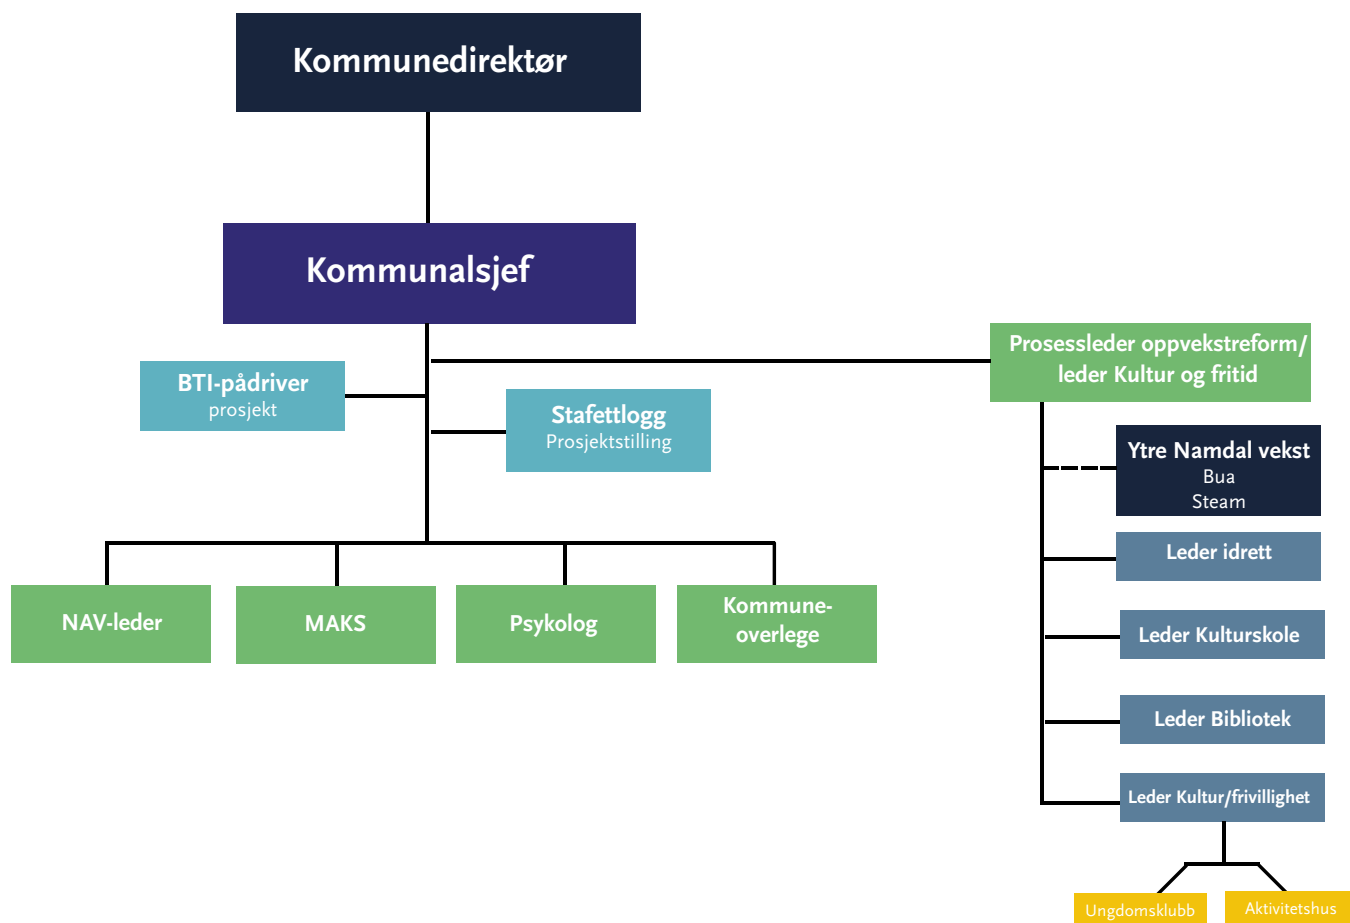 Kommunedirektør
Kommunalsjef
Prosessleder oppvekstreform/
leder Kultur og fritid
BTI-pådriver
prosjekt
Stafettlogg
Prosjektstilling
Ytre Namdal vekst
Bua
Steam
Leder idrett
NAV-leder
MAKS
Psykolog
Kommune-
overlege
Leder Kulturskole
Leder Bibliotek
Leder Kultur/frivillighet
Ungdomsklubb
Aktivitetshus